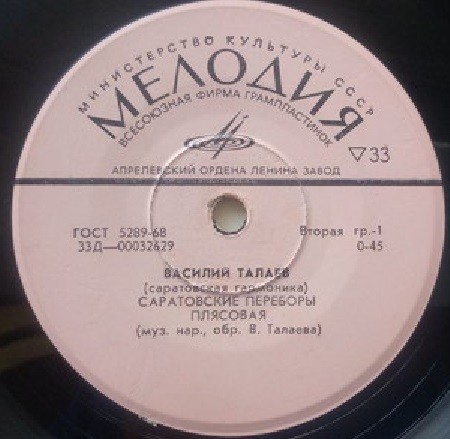 МИНИСТЕРСТВО КУЛЬТУРЫ СССР
МЕЛОДИЯ
ВСЕСОЮЗНАЯ ФИРМА ГРАМПЛАСТИНОК
▽33
АПРЕЛЕВСКИЙ ОРДЕНА ЛЕНИНА ЗАВОД
ГОСТ 5289-68
33Д—00032629
Вторая гр.-1
0-45
ВАСИЛИЙ ТАЛАЕВ
(саратовская гармоника)
САРАТОВСКИЕ ПЕРЕБОРЫ
ПЛЯСОВАЯ
(муз. нар., обр. В. Талаева)